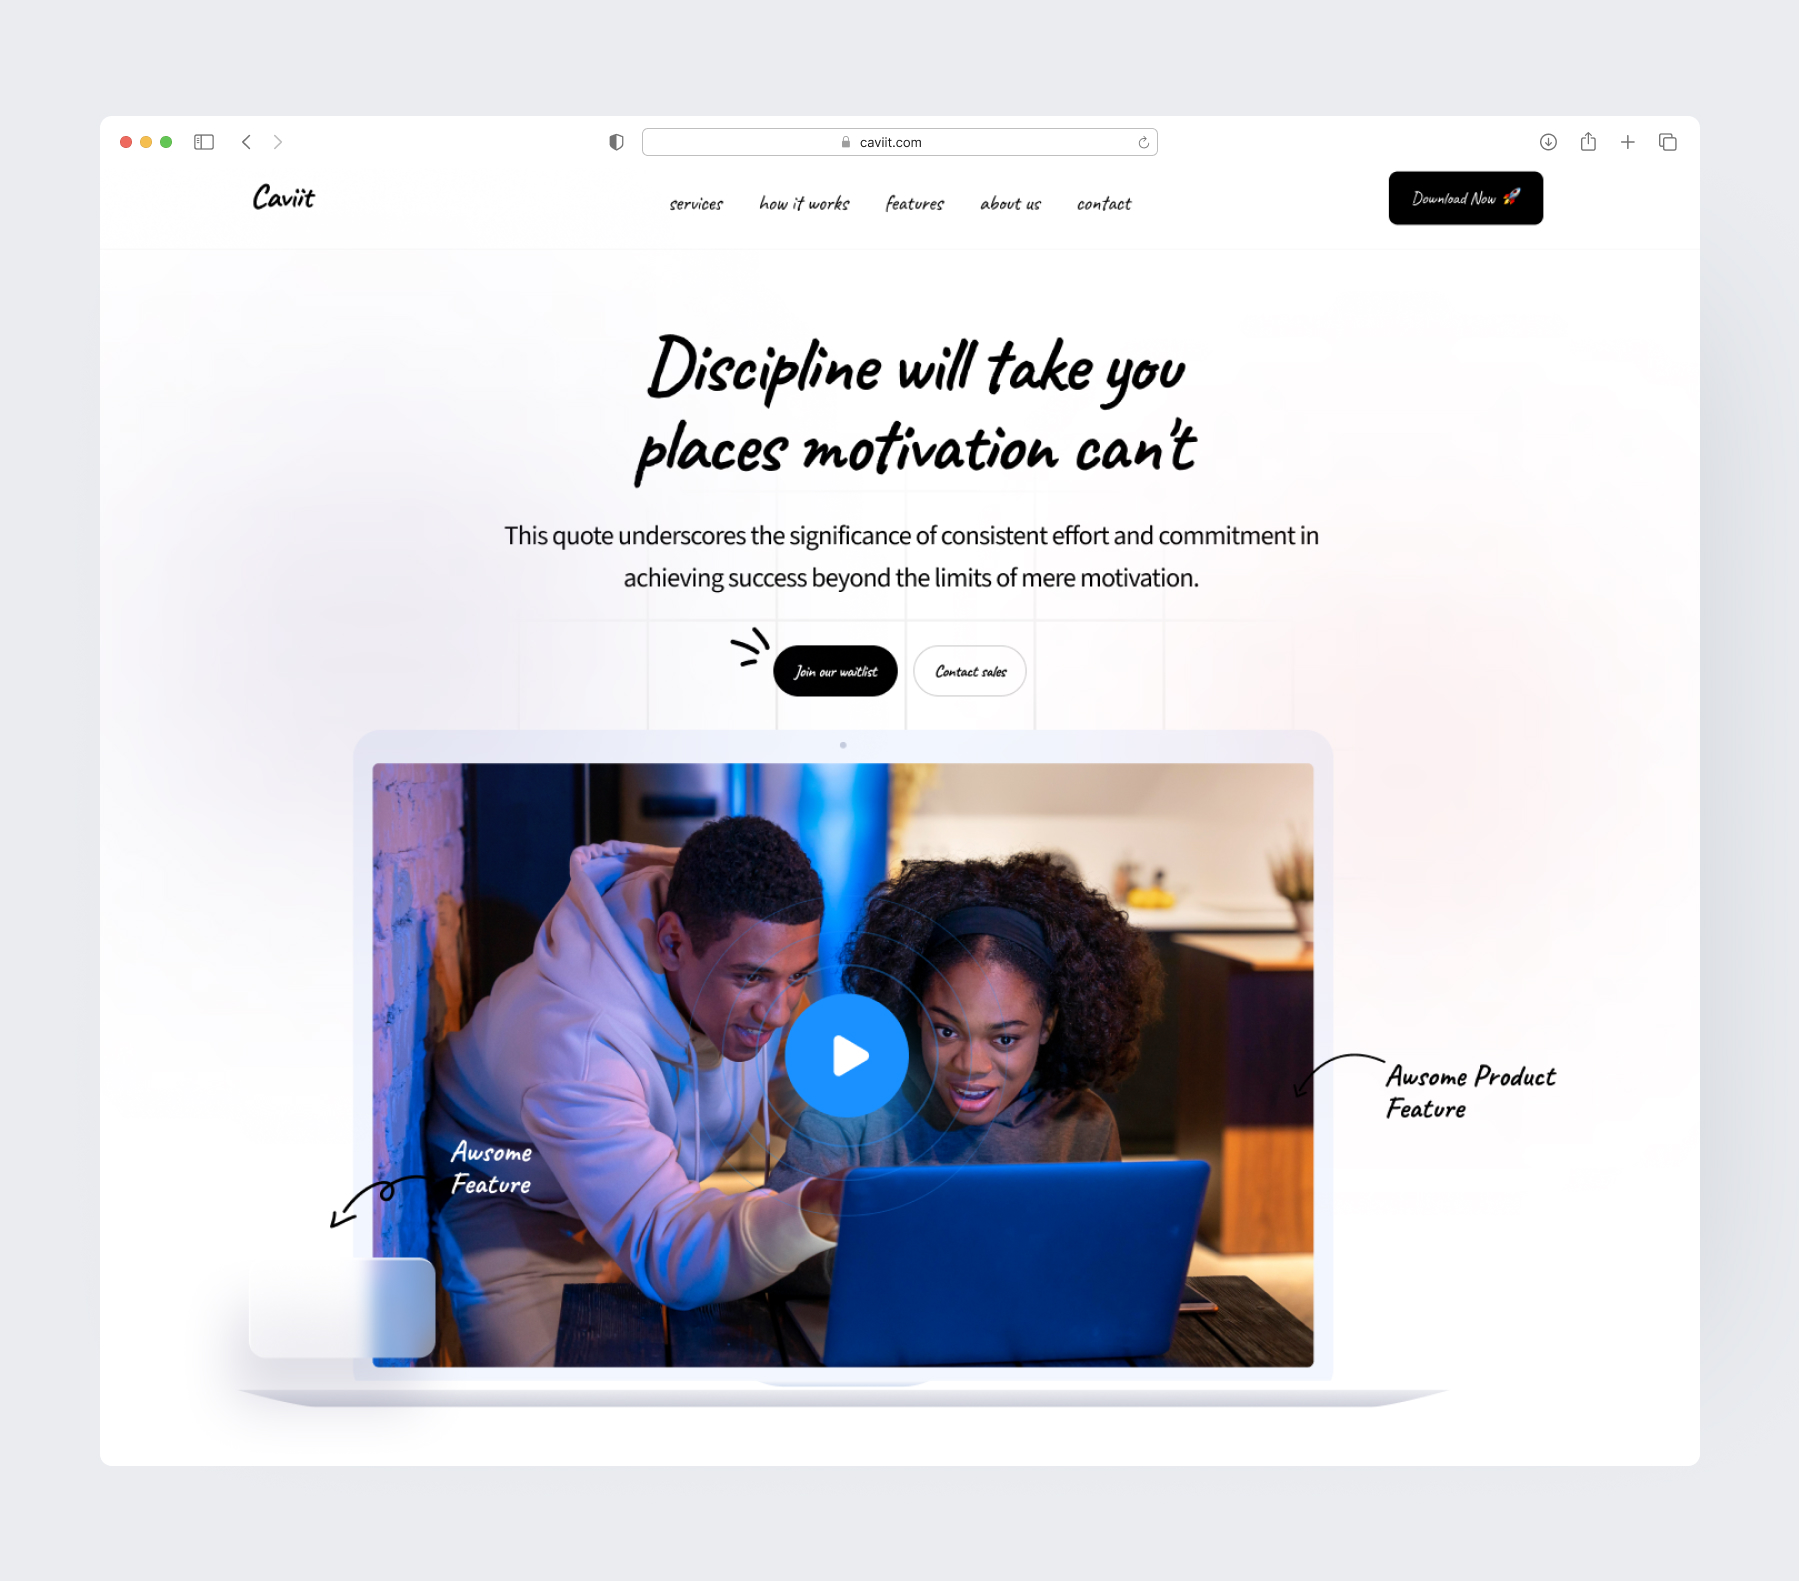 caviit.com
Caviit
services how it works features about us contact
Download Now 🚀
Discipline will take you
places motivation can't
This quote underscores the significance of consistent effort and commitment in
achieving success beyond the limits of mere motivation.
Join our waitlist
Contact sales
Awsome Product
Feature
Awsome
Feature